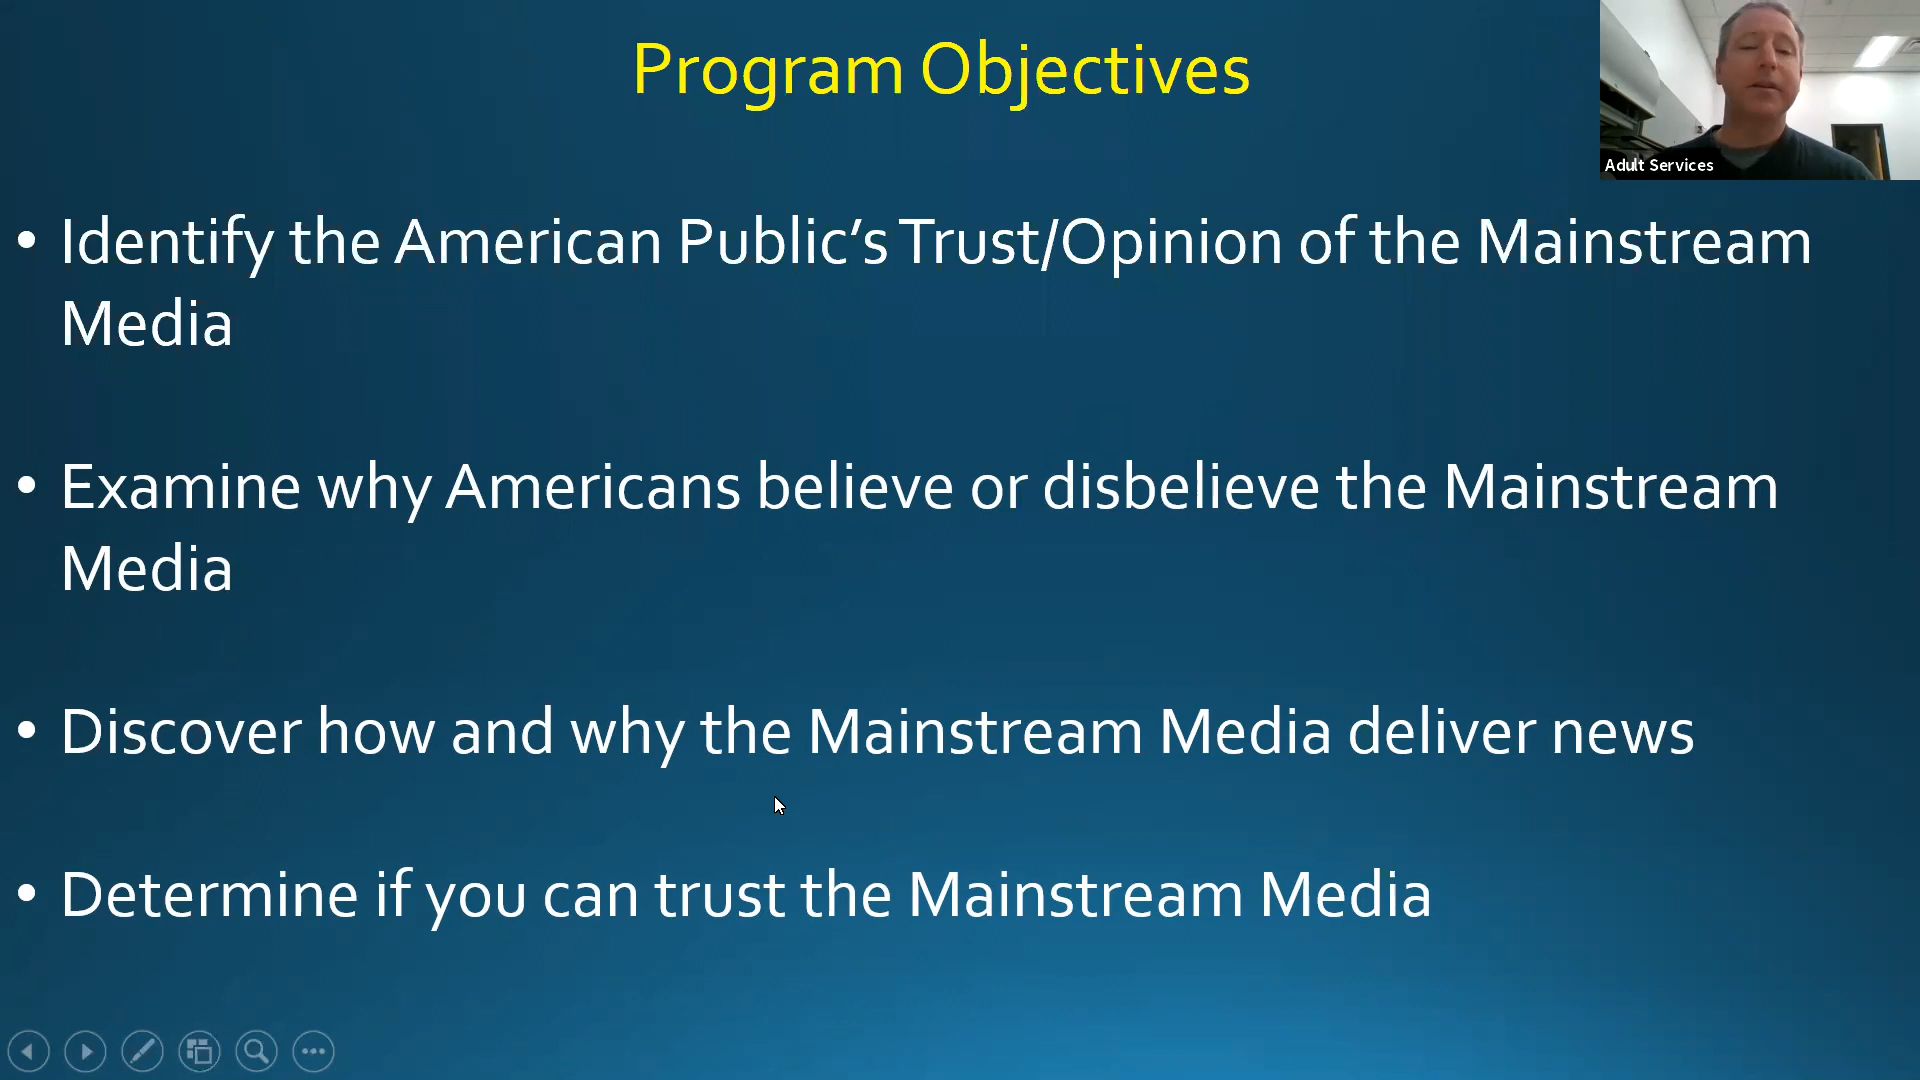 Program Objectives
Adult Services
• Identify the American Public’s Trust/Opinion of the Mainstream
Media
• Examine why Americans believe or disbelieve the Mainstream
Media
• Discover how and why the Mainstream Media deliver news
• Determine if you can trust the Mainstream Media